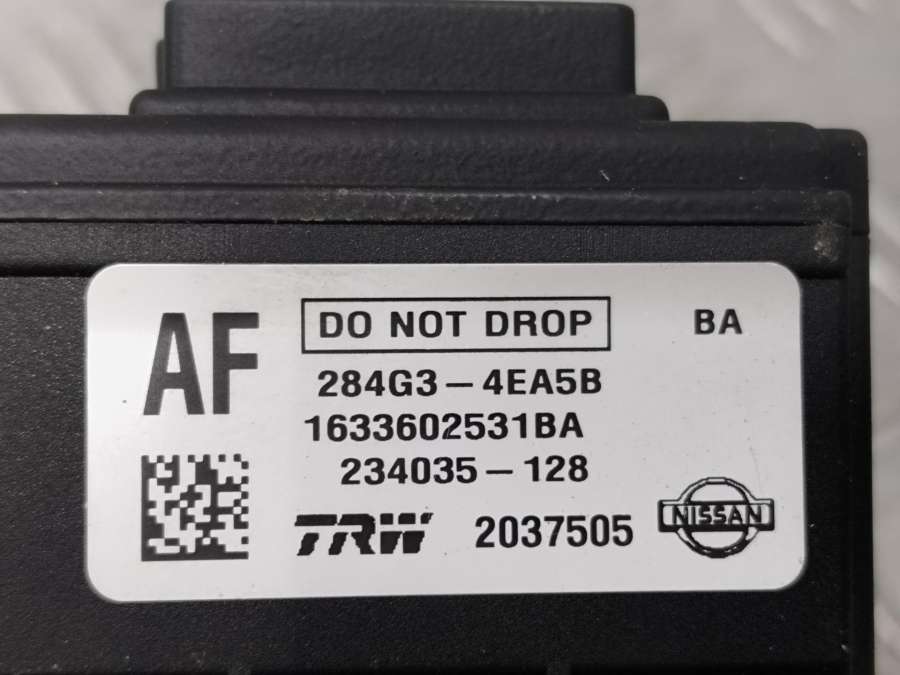 AF
DO NOT DROP
BA
284G3-4EA5B
1633602531BA
234035-128
TRW 2037505 NISSAN